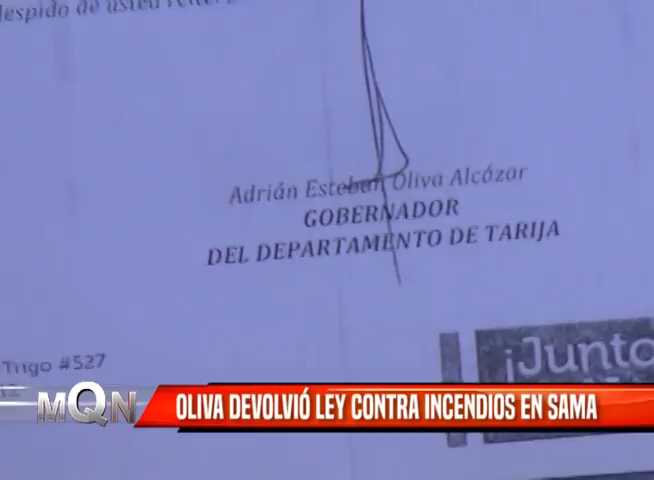 despido de usted
Adrián Esteban Oliva Alcázar
GOBERNADOR
DEL DEPARTAMENTO DE TARIJA
Trigo #527
¡Junto
MQN
OLIVA DEVOLVIÓ LEY CONTRA INCENDIOS EN SAMA